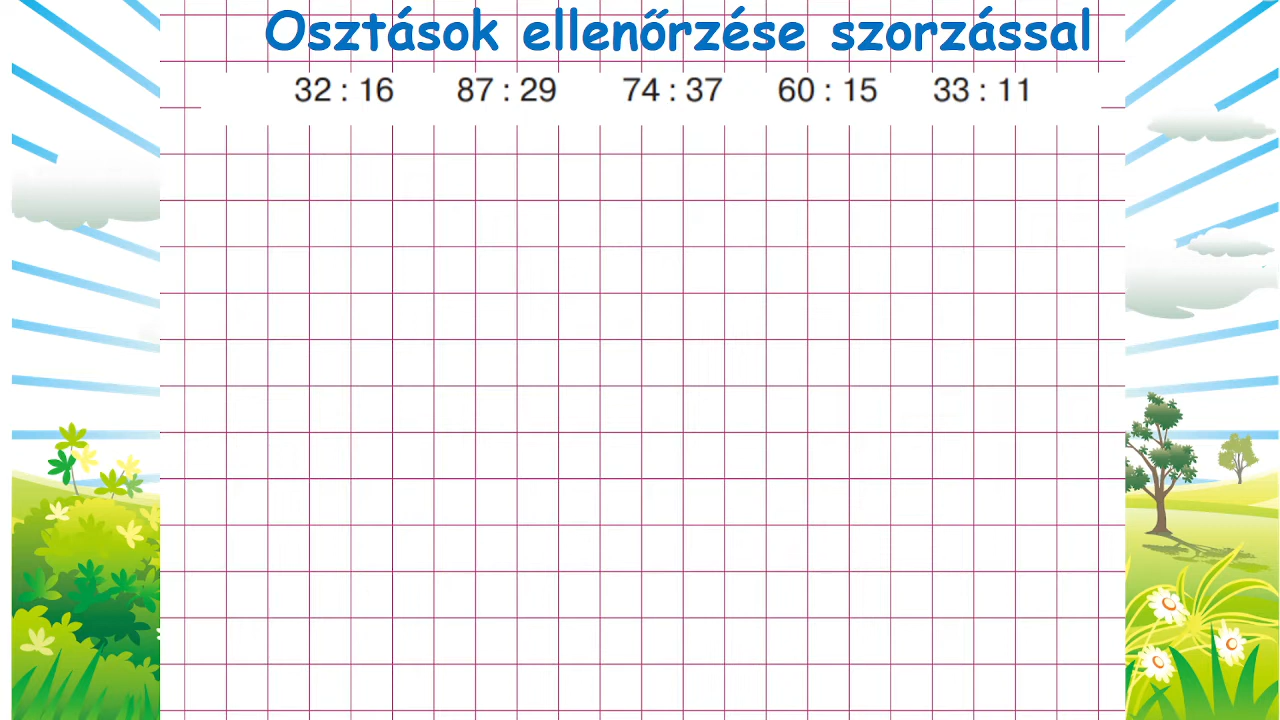 Osztások ellenőrzése szorzással
32 : 16 87 : 29 74 : 37 60 : 15 33 : 11